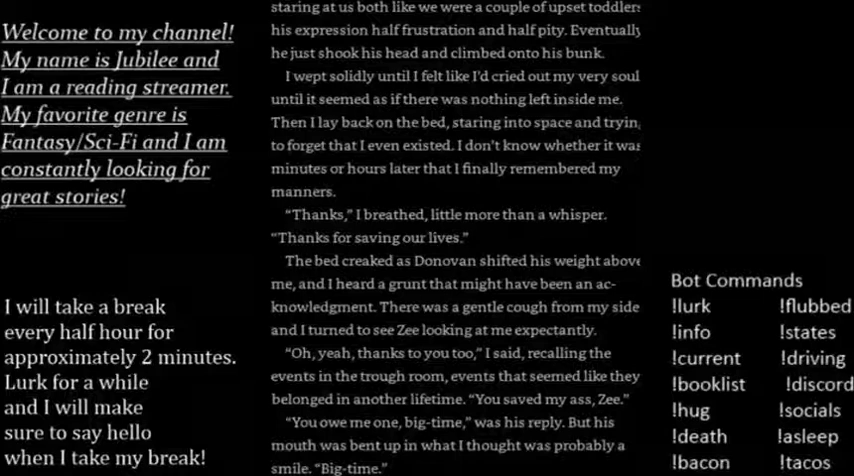 Welcome to my channel!
My name is Jubilee and
I am a reading streamer.
My favorite genre is
Fantasy/Sci-Fi and I am
constantly looking for
great stories!
I will take a break
every half hour for
approximately 2 minutes.
Lurk for a while
and I will make
sure to say hello
when I take my break!
staring at us both like we were a couple of upset toddlers
his expression half frustration and half pity. Eventually
he just shook his head and climbed onto his bunk.
I wept solidly until I felt like I'd cried out my very soul
until it seemed as if there was nothing left inside me.
Then I lay back on the bed, staring into space and tryin
to forget that I even existed. I don't know whether it was
minutes or hours later that I finally remembered my
manners.
“Thanks,” I breathed, little more than a whisper.
“Thanks for saving our lives.”
The bed creaked as Donovan shifted his weight above
me, and I heard a grunt that might have been an ac-
knowledgment. There was a gentle cough from my side
and I turned to see Zee looking at me expectantly.
“Oh, yeah, thanks to you too,” I said, recalling the
events in the trough room, events that seemed like they
belonged in another lifetime. “You saved my ass, Zee.”
“You owe me one, big-time,” was his reply. But his
mouth was bent up in what I thought was probably a
smile. “Big-time.”
Bot Commands
!lurk !flubbed
!info !states
!current !driving
!booklist !discord
!hug !socials
!death !asleep
!bacon !tacos